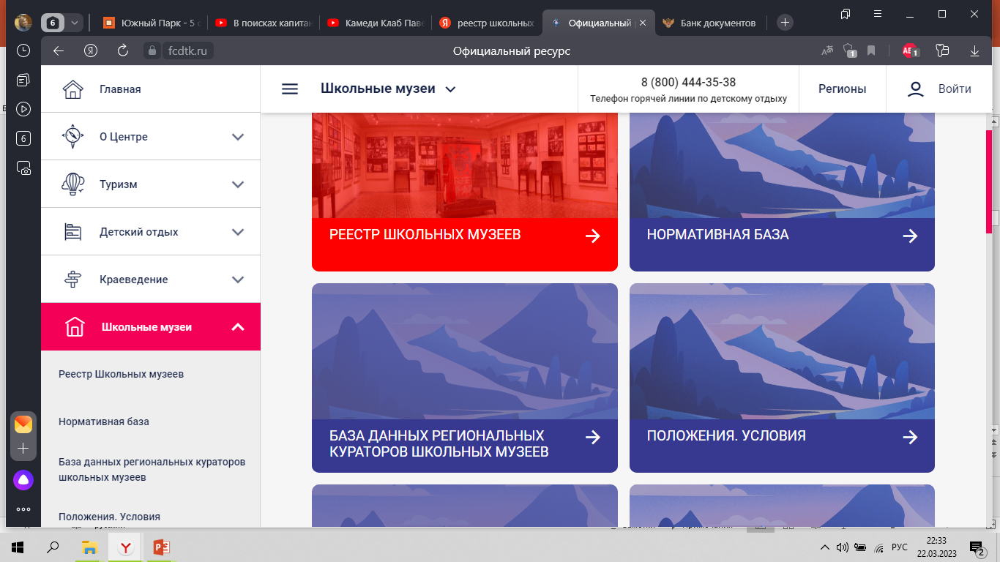 6
Южный Парк - 5 с
В поисках капитан
Камеди Клаб Паве
реестр школьных
Официальный р
Банк документов
fcdtk.ru
Официальный ресурс
1
1
6
Главная
О Центре
Туризм
Детский отдых
Краеведение
Школьные музеи
Реестр Школьных музеев
Нормативная база
База данных региональных кураторов
школьных музеев
Положения. Условия
Школьные музеи
8 (800) 444-35-38
Телефон горячей линии по детскому отдыху
Регионы
Войти
РЕЕСТР ШКОЛЬНЫХ МУЗЕЕВ
НОРМАТИВНАЯ БАЗА
БАЗА ДАННЫХ РЕГИОНАЛЬНЫХ
КУРАТОРОВ ШКОЛЬНЫХ МУЗЕЕВ
ПОЛОЖЕНИЯ. УСЛОВИЯ
РУС
22:33
22.03.2023
2